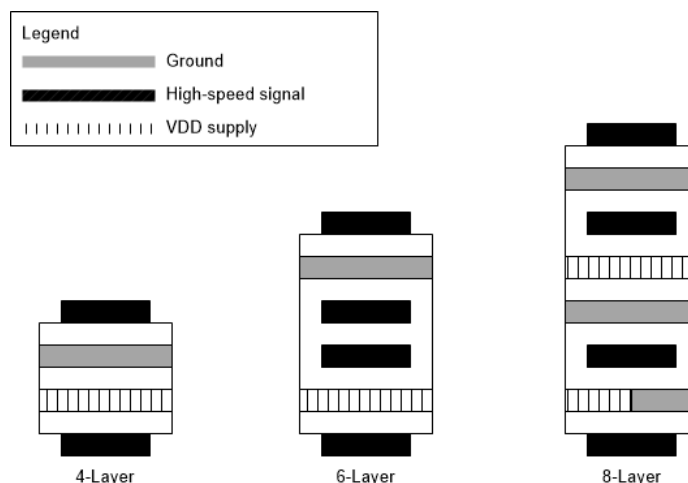 Legend
Ground
High-speed signal
VDD supply
4-Layer
6-Layer
8-Layer